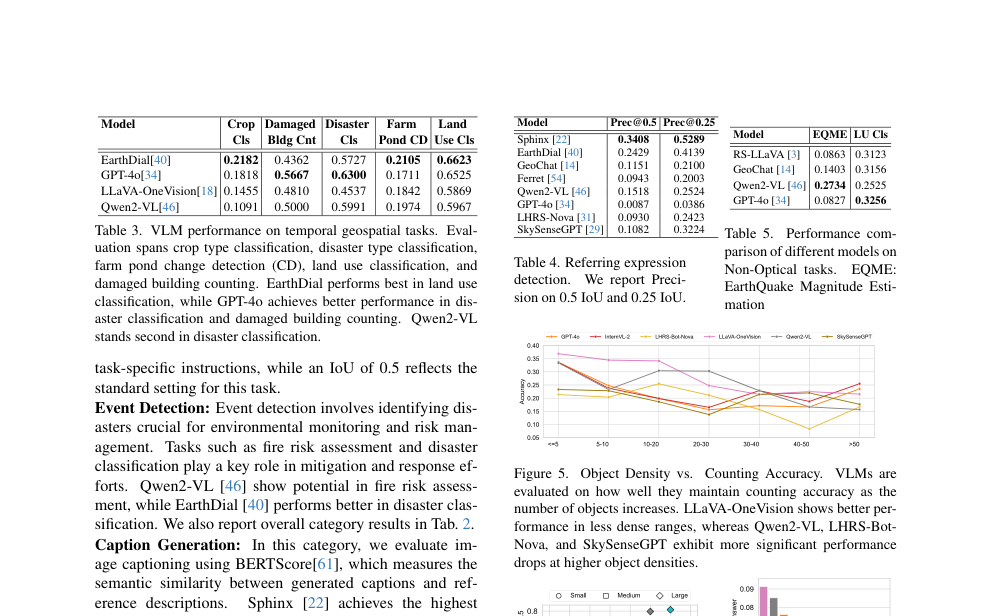 Model Crop Damaged Disaster Farm Land
Cls Bldg Cnt Cls Pond CD Use Cls
EarthDial[40] 0.2182 0.4362 0.5727 0.2105 0.6623
GPT-4o[34] 0.1818 0.5667 0.6300 0.1711 0.6525
LLaVA-OneVision[18] 0.1455 0.4810 0.4537 0.1842 0.5869
Qwen2-VL[46] 0.1091 0.5000 0.5991 0.1974 0.5967
Table 3. VLM performance on temporal geospatial tasks. Eval-
uation spans crop type classification, disaster type classification,
farm pond change detection (CD), land use classification, and
damaged building counting. EarthDial performs best in land use
classification, while GPT-4o achieves better performance in dis-
aster classification and damaged building counting. Qwen2-VL
stands second in disaster classification.
task-specific instructions, while an IoU of 0.5 reflects the
standard setting for this task.
Event Detection: Event detection involves identifying dis-
asters crucial for environmental monitoring and risk man-
agement. Tasks such as fire risk assessment and disaster
classification play a key role in mitigation and response ef-
forts. Qwen2-VL [46] show potential in fire risk assess-
ment, while EarthDial [40] performs better in disaster clas-
sification. We also report overall category results in Tab. 2.
Caption Generation: In this category, we evaluate im-
age captioning using BERTScore[61], which measures the
semantic similarity between generated captions and ref-
erence descriptions. Sphinx [22] achieves the highest
Model Prec@0.5 Prec@0.25
Sphinx [22] 0.3408 0.5289
EarthDial [40] 0.2429 0.4139
GeoChat [14] 0.1151 0.2100
Ferret [54] 0.0943 0.2003
Qwen2-VL [46] 0.1518 0.2524
GPT-4o [34] 0.0087 0.0386
LHRS-Nova [31] 0.0930 0.2423
SkySenseGPT [29] 0.1082 0.3224
Table 4. Referring expression
detection. We report Preci-
sion on 0.5 IoU and 0.25 IoU.
Model EQME LU Cls
RS-LLaVA [3] 0.0863 0.3123
GeoChat [14] 0.1403 0.3156
Qwen2-VL [46] 0.2734 0.2525
GPT-4o [34] 0.0827 0.3256
Table 5. Performance com-
parison of different models on
Non-Optical tasks. EQME:
EarthQuake Magnitude Esti-
mation
GPT-4o InternVL-2 LHRS-Bot-Nova LLaVA-OneVision Qwen2-VL SkySenseGPT
Accuracy
0.40
0.35
0.30
0.25
0.20
0.15
0.10
0.05
<=5 5-10 10-20 20-30 30-40 40-50 >50
Figure 5. Object Density vs. Counting Accuracy. VLMs are
evaluated on how well they maintain counting accuracy as the
number of objects increases. LLaVA-OneVision shows better per-
formance in less dense ranges, whereas Qwen2-VL, LHRS-Bot-
Nova, and SkySenseGPT exhibit more significant performance
drops at higher object densities.
Small Medium Large
0.8
0.09
0.08